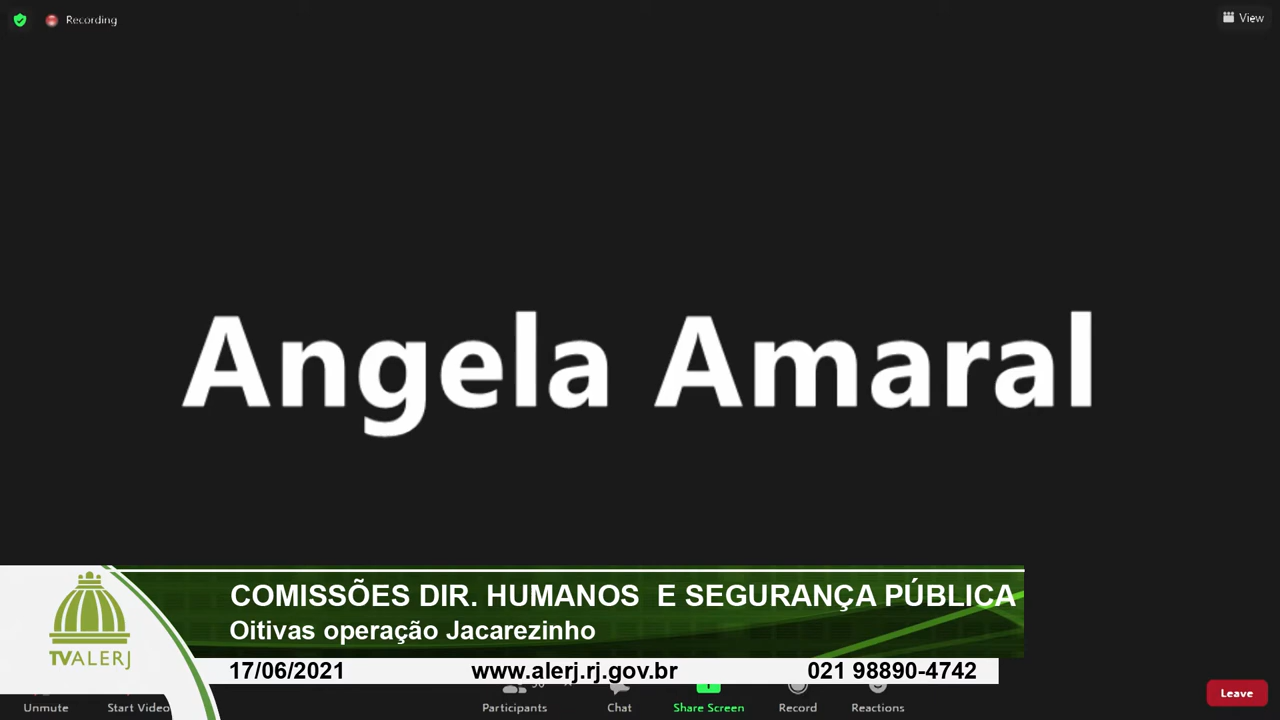 Recording
View
Angela Amaral
COMISSÕES DIR. HUMANOS E SEGURANÇA PÚBLICA
Oitivas operação Jacarezinho
TVALERJ
17/06/2021 www.alerj.rj.gov.br 021 98890-4742
Unmute Start Video Participants Chat Share Screen Record Reactions Leave